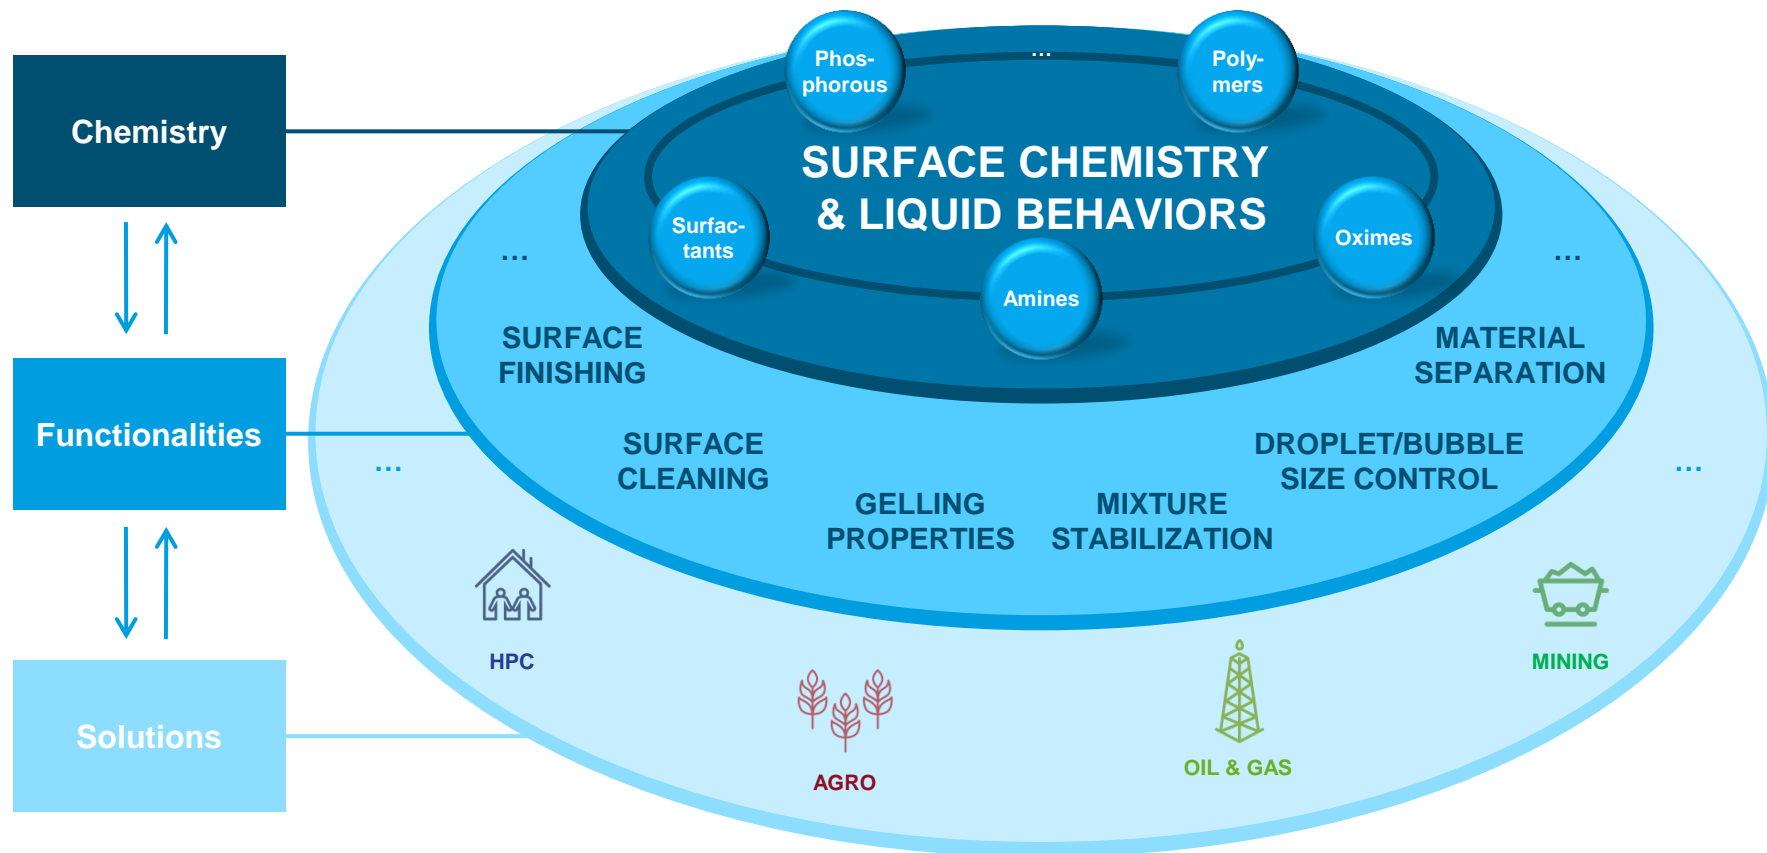 Chemistry
Functionalities
Solutions
Phos-
phorous
...
Poly-
mers
SURFACE CHEMISTRY
& LIQUID BEHAVIORS
Surfac-
tants
Amines
Oximes
...
...
SURFACE
FINISHING
MATERIAL
SEPARATION
SURFACE
CLEANING
DROPLET/BUBBLE
SIZE CONTROL
GELLING
PROPERTIES
MIXTURE
STABILIZATION
...
...
HPC
AGRO
OIL & GAS
MINING